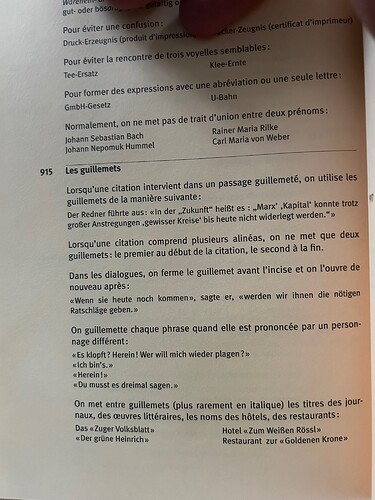 Pour éviter une confusion:
Druck-Erzeugnis (produit d'impression) Drucker-Zeugnis (certificat d'imprimeur)
Pour éviter la rencontre de trois voyelles semblables:
Tee-Ersatz Klee-Ernte
Pour former des expressions avec une abréviation ou une seule lettre:
GmbH-Gesetz U-Bahn
Normalement, on ne met pas de trait d'union entre deux prénoms:
Johann Sebastian Bach Rainer Maria Rilke
Johann Nepomuk Hummel Carl Maria von Weber
915 Les guillemets
Lorsqu'une citation intervient dans un passage guillemeté, on utilise les
guillemets de la manière suivante:
Der Redner führte aus: «In der „Zukunft“ heißt es: „Marx‘ ‚Kapital‘ konnte trotz
großer Anstregungen ‚gewisser Kreise‘ bis heute nicht widerlegt werden.“»
Lorsqu'une citation comprend plusieurs alinéas, on ne met que deux
guillemets: le premier au début de la citation, le second à la fin.
Dans les dialogues, on ferme le guillemet avant l'incise et on l'ouvre de
nouveau après:
«Wenn sie heute noch kommen», sagte er, «werden wir ihnen die nötigen
Ratschläge geben.»
On guillemette chaque phrase quand elle est prononcée par un person-
nage différent:
«Es klopft? Herein! Wer will mich wieder plagen?»
«Ich bin's.»
«Herein!»
«Du musst es dreimal sagen.»
On met entre guillemets (plus rarement en italique) les titres des jour-
naux, des œuvres littéraires, les noms des hôtels, des restaurants:
Das «Zuger Volksblatt» Hotel «Zum Weißen Rössl»
«Der grüne Heinrich» Restaurant zur «Goldenen Krone»